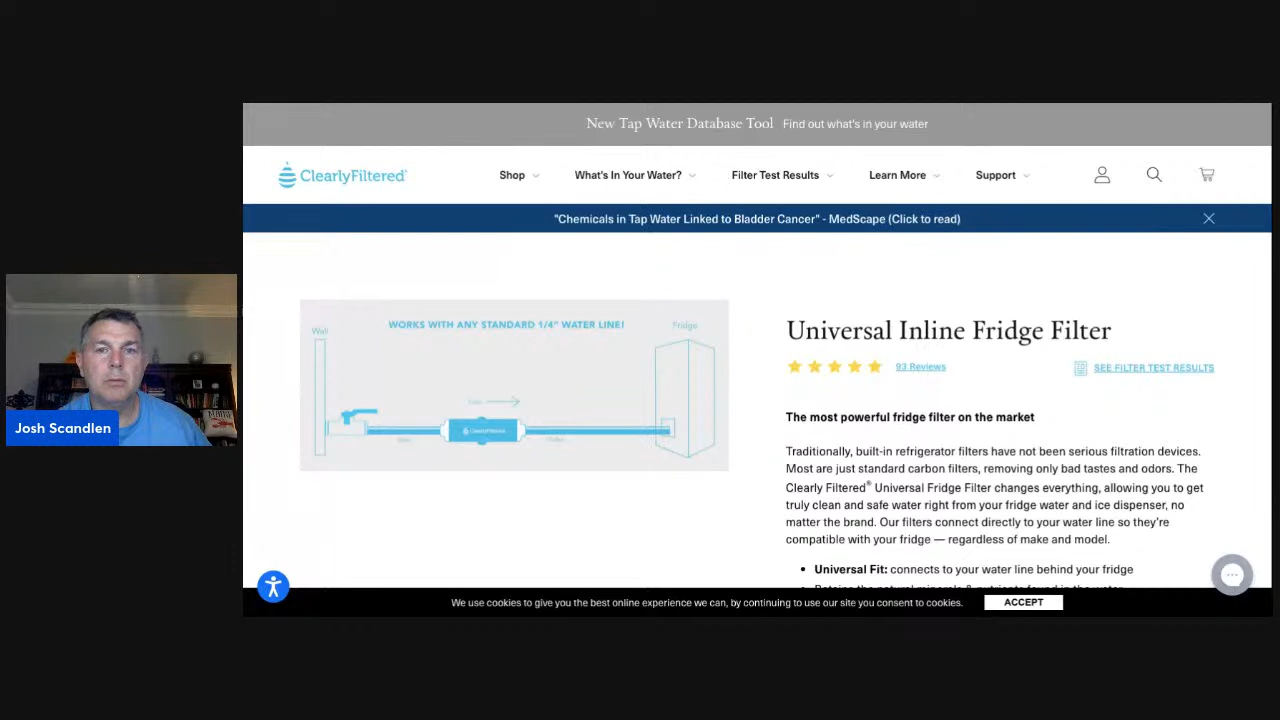 New Tap Water Database Tool Find out what's in your water
ClearlyFiltered®
Shop
What's In Your Water?
Filter Test Results
Learn More
Support
"Chemicals in Tap Water Linked to Bladder Cancer" - MedScape (Click to read)
WORKS WITH ANY STANDARD 1/4" WATER LINE!
Wall
Fridge
ClearlyFiltered
Universal Inline Fridge Filter
93 Reviews
SEE FILTER TEST RESULTS
The most powerful fridge filter on the market
Traditionally, built-in refrigerator filters have not been serious filtration devices.
Most are just standard carbon filters, removing only bad tastes and odors. The
Clearly Filtered® Universal Fridge Filter changes everything, allowing you to get
truly clean and safe water right from your fridge water and ice dispenser, no
matter the brand. Our filters connect directly to your water line so they're
compatible with your fridge — regardless of make and model.
• Universal Fit: connects to your water line behind your fridge
Josh Scandlen
We use cookies to give you the best online experience we can, by continuing to use our site you consent to cookies.
ACCEPT